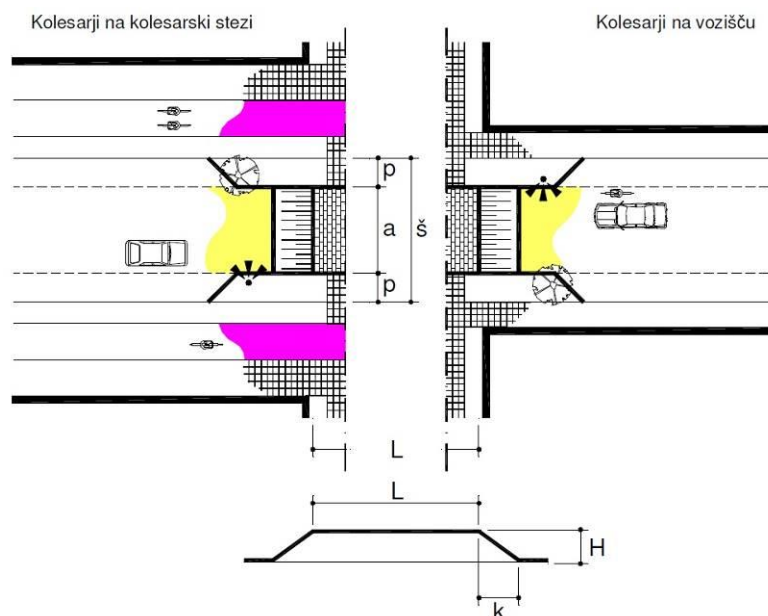 Kolesarji na kolesarski stezi
Kolesarji na vozišču
p
a
š
p
L
L
H
k